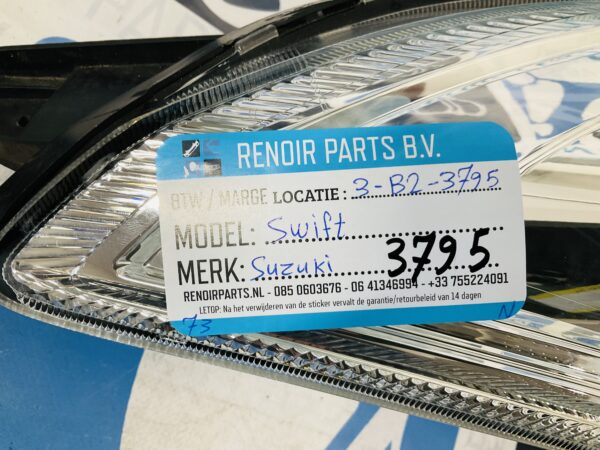 RENOIR PARTS B.V.
BTW / MARGE LOCATIE : 3-B2-3795
MODEL: Swift
MERK: Suzuki 3795
RENOIRPARTS.NL - 085 0603676 - 06 41346994 - +33 755224091
LETOP: Na het verwijderen van de sticker vervalt de garantie/retourbeleid van 14 dagen
73 N